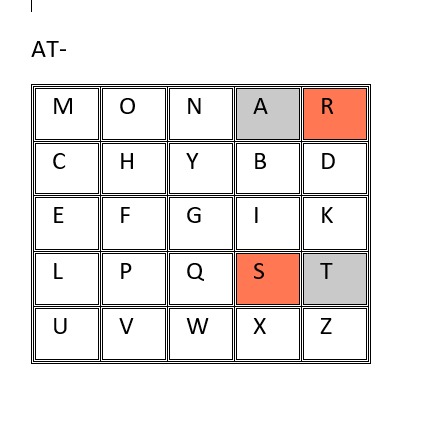 AT-
M O N A R
C H Y B D
E F G I K
L P Q S T
U V W X Z